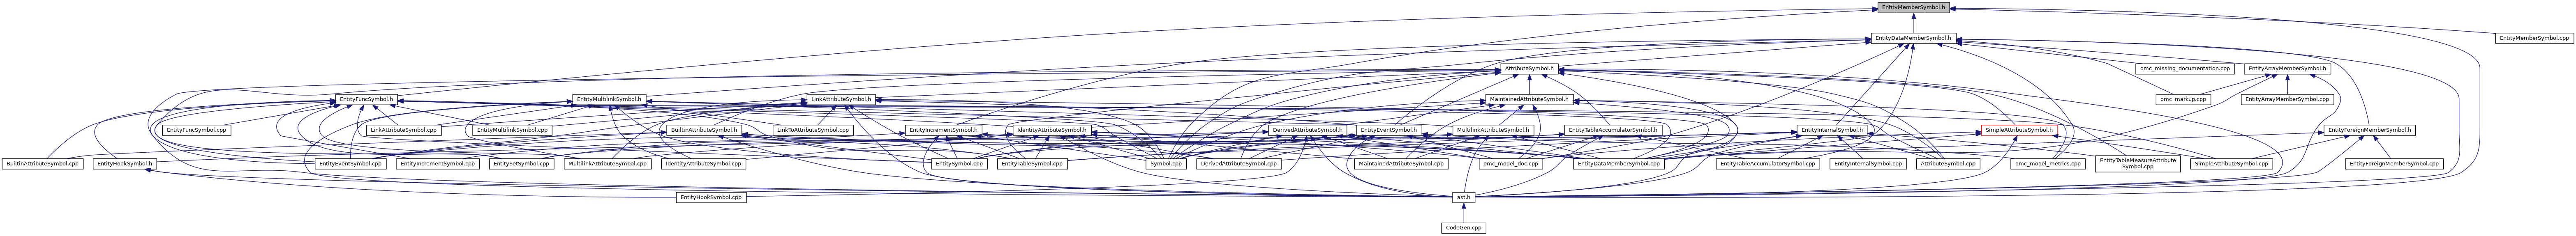 EntityMemberSymbol.h
EntityDataMemberSymbol.h
EntityMemberSymbol.cpp
AttributeSymbol.h
omc_missing_documentation.cpp
EntityArrayMemberSymbol.h
EntityFuncSymbol.h
EntityMultilinkSymbol.h
LinkAttributeSymbol.h
MaintainedAttributeSymbol.h
omc_markup.cpp
EntityArrayMemberSymbol.cpp
EntityFuncSymbol.cpp
LinkAttributeSymbol.cpp
EntityMultilinkSymbol.cpp
BuiltinAttributeSymbol.h
LinkToAttributeSymbol.cpp
EntityIncrementSymbol.h
IdentityAttributeSymbol.h
DerivedAttributeSymbol.h
EntityEventSymbol.h
MultilinkAttributeSymbol.h
EntityTableAccumulatorSymbol.h
EntityInternalSymbol.h
SimpleAttributeSymbol.h
EntityForeignMemberSymbol.h
BuiltinAttributeSymbol.cpp
EntityHookSymbol.h
EntityEventSymbol.cpp
EntityIncrementSymbol.cpp
EntitySetSymbol.cpp
MultilinkAttributeSymbol.cpp
IdentityAttributeSymbol.cpp
EntitySymbol.cpp
EntityTableSymbol.cpp
Symbol.cpp
DerivedAttributeSymbol.cpp
MaintainedAttributeSymbol.cpp
omc_model_doc.cpp
EntityDataMemberSymbol.cpp
EntityTableAccumulatorSymbol.cpp
EntityInternalSymbol.cpp
AttributeSymbol.cpp
omc_model_metrics.cpp
EntityTableMeasureAttribute
Symbol.cpp
SimpleAttributeSymbol.cpp
EntityForeignMemberSymbol.cpp
EntityHookSymbol.cpp
ast.h
CodeGen.cpp